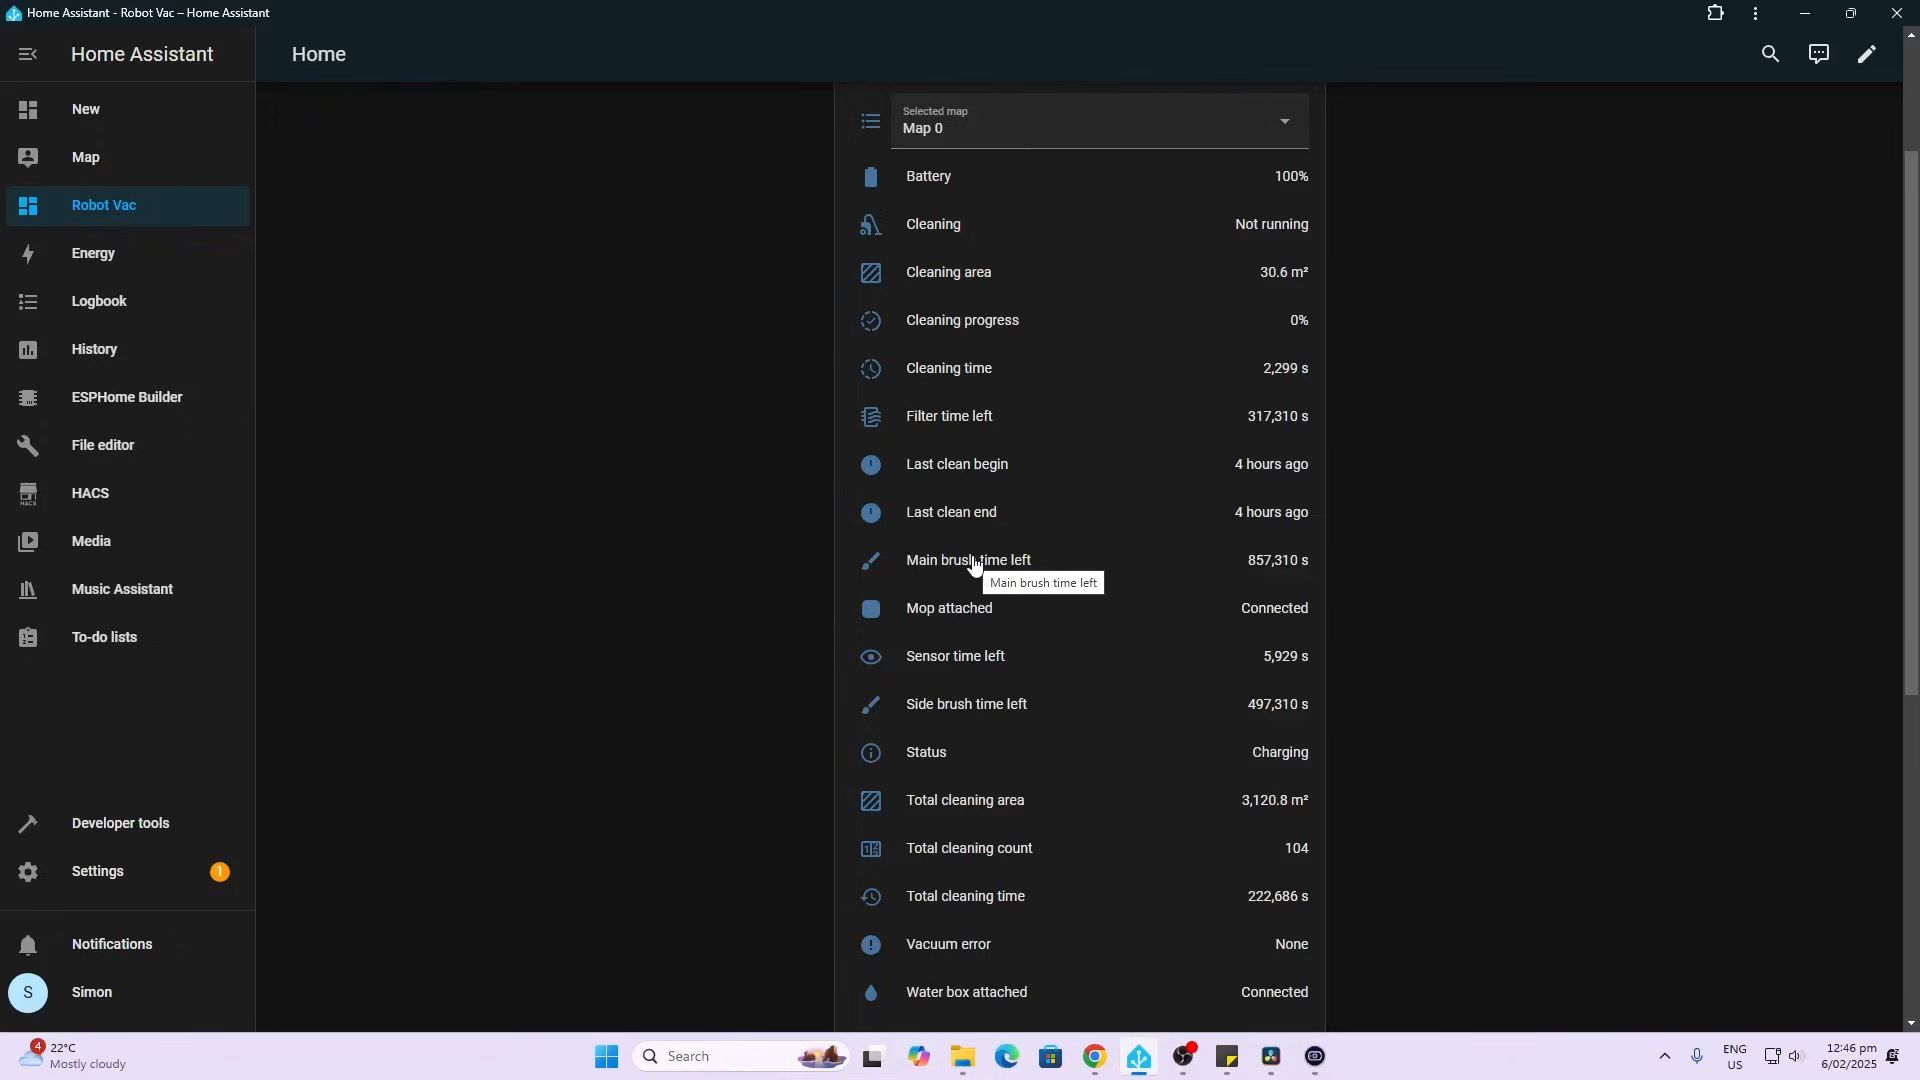 Home Assistant - Robot Vac – Home Assistant
Home Assistant
Home
New
Map
Robot Vac
Energy
Logbook
History
ESPHome Builder
File editor
HACS
HACS
Media
Music Assistant
To-do lists
Developer tools
Settings 1
Notifications
S Simon
Selected map
Map 0
Battery 100%
Cleaning Not running
Cleaning area 30.6 m²
Cleaning progress 0%
Cleaning time 2,299 s
Filter time left 317,310 s
Last clean begin 4 hours ago
Last clean end 4 hours ago
Main brush time left 857,310 s
Main brush time left
Mop attached Connected
Sensor time left 5,929 s
Side brush time left 497,310 s
Status Charging
Total cleaning area 3,120.8 m²
Total cleaning count 104
Total cleaning time 222,686 s
Vacuum error None
Water box attached Connected
4 22°C
Mostly cloudy
Search
ENG
US
12:46 pm
6/02/2025